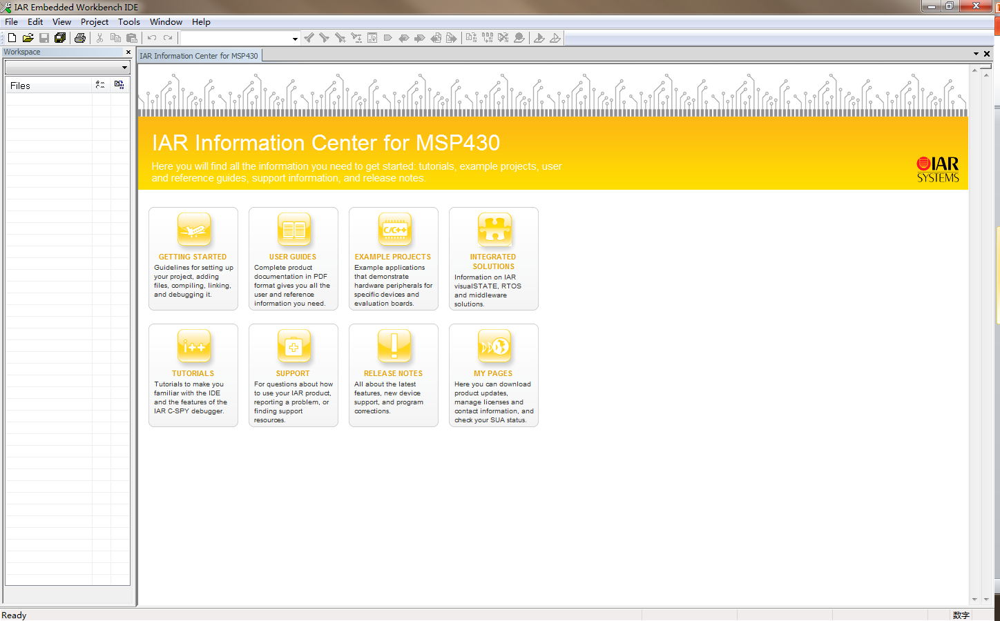 IAR Embedded Workbench IDE
File Edit View Project Tools Window Help
Workspace
IAR Information Center for MSP430
Files
IAR Information Center for MSP430
Here you will find all the information you need to get started: tutorials, example projects, user
and reference guides, support information, and release notes.
IAR
SYSTEMS
GETTING STARTED
Guidelines for setting up
your project, adding
files, compiling, linking,
and debugging it.
USER GUIDES
Complete product
documentation in PDF
format gives you all the
user and reference
information you need.
C/C++
EXAMPLE PROJECTS
Example applications
that demonstrate
hardware peripherals for
specific devices and
evaluation boards.
INTEGRATED
SOLUTIONS
Information on IAR
visualSTATE, RTOS
and middleware
solutions.
i++
TUTORIALS
Tutorials to make you
familiar with the IDE
and the features of the
IAR C-SPY debugger.
SUPPORT
For questions about how
to use your IAR product,
reporting a problem, or
finding support
resources.
RELEASE NOTES
All about the latest
features, new device
support, and program
corrections.
MY PAGES
Here you can download
product updates,
manage licenses and
contact information, and
check your SUA status.
Ready
数字